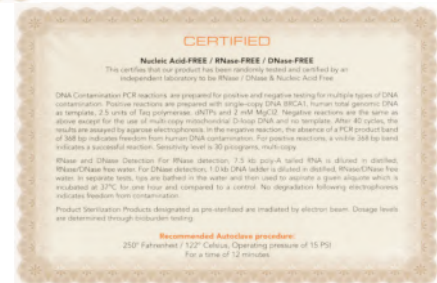 CERTIFIED
Nucleic Acid-FREE / RNase-FREE / DNase-FREE
This certifies that our product has been randomly tested and certified by an
independent laboratory to be RNase / DNase & Nucleic Acid Free
DNA Contamination PCR reactions are prepared for positive and negative testing for multiple types of DNA
contamination. Positive reactions are prepared with single-copy DNA BRCA1, human total genomic DNA
as template, 2.5 units of Taq polymerase, dNTPs and 2 mM MgCl2. Negative reactions are the same as
above except for the use of multi-copy mitochondrial D-loop DNA and no template. After 40 cycles, the
results are assayed by agarose electrophoresis. In the negative reaction, the absence of a PCR product band
of 368 bp indicates freedom from human DNA contamination. For positive reactions, a visible 368 bp band
indicates a successful reaction. Sensitivity level is 30 picograms, multi-copy.
RNase and DNase Detection For RNase detection: 7.5 kb poly-A tailed RNA is diluted in distilled,
RNase/DNase free water. For DNase detection: 1.0 kb DNA ladder is diluted in distilled, RNase/DNase free
water. In separate tests, tips are bathed in the water and then used to aspirate a given aliquote which is
incubated at 37°C for one hour and compared to a control. No degradation following electrophoresis
indicates freedom from contamination.
Product Sterilization Products designated as pre-sterilized are irradiated by electron beam. Dosage levels
are determined through bioburden testing.
Recommended Autoclave procedure:
250° Fahrenheit / 122° Celsius, Operating pressure of 15 PSI
For a time of 12 minutes